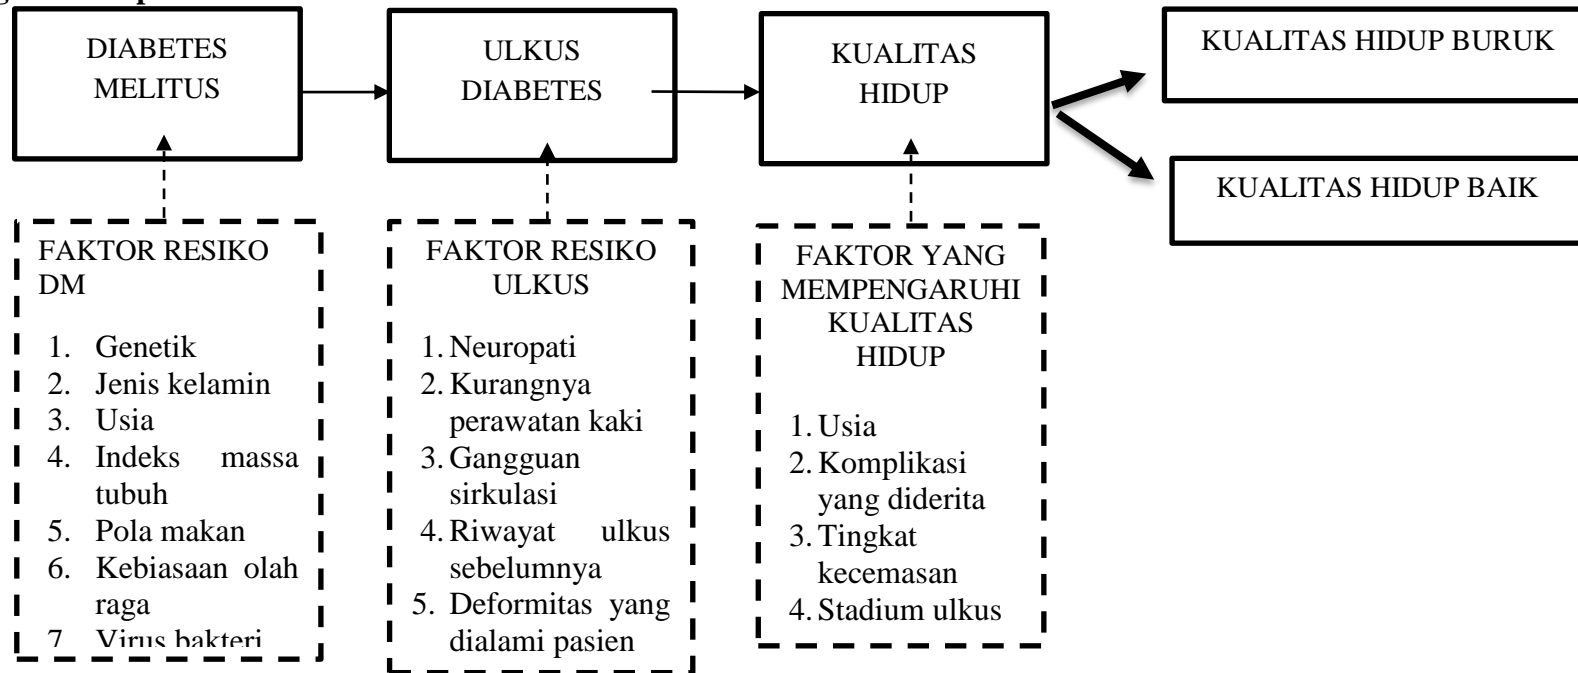 DIABETES
MELITUS
ULKUS
DIABETES
KUALITAS
HIDUP
KUALITAS HIDUP BURUK
KUALITAS HIDUP BAIK
FAKTOR RESIKO
DM
1. Genetik
2. Jenis kelamin
3. Usia
4. Indeks massa
tubuh
5. Pola makan
6. Kebiasaan olah
raga
7 Virus bakteri
FAKTOR RESIKO
ULKUS
1. Neuropati
2. Kurangnya
perawatan kaki
3. Gangguan
sirkulasi
4. Riwayat ulkus
sebelumnya
5. Deformitas yang
dialami pasien
FAKTOR YANG
MEMPENGARUHI
KUALITAS
HIDUP
1. Usia
2. Komplikasi
yang diderita
3. Tingkat
kecemasan
4. Stadium ulkus